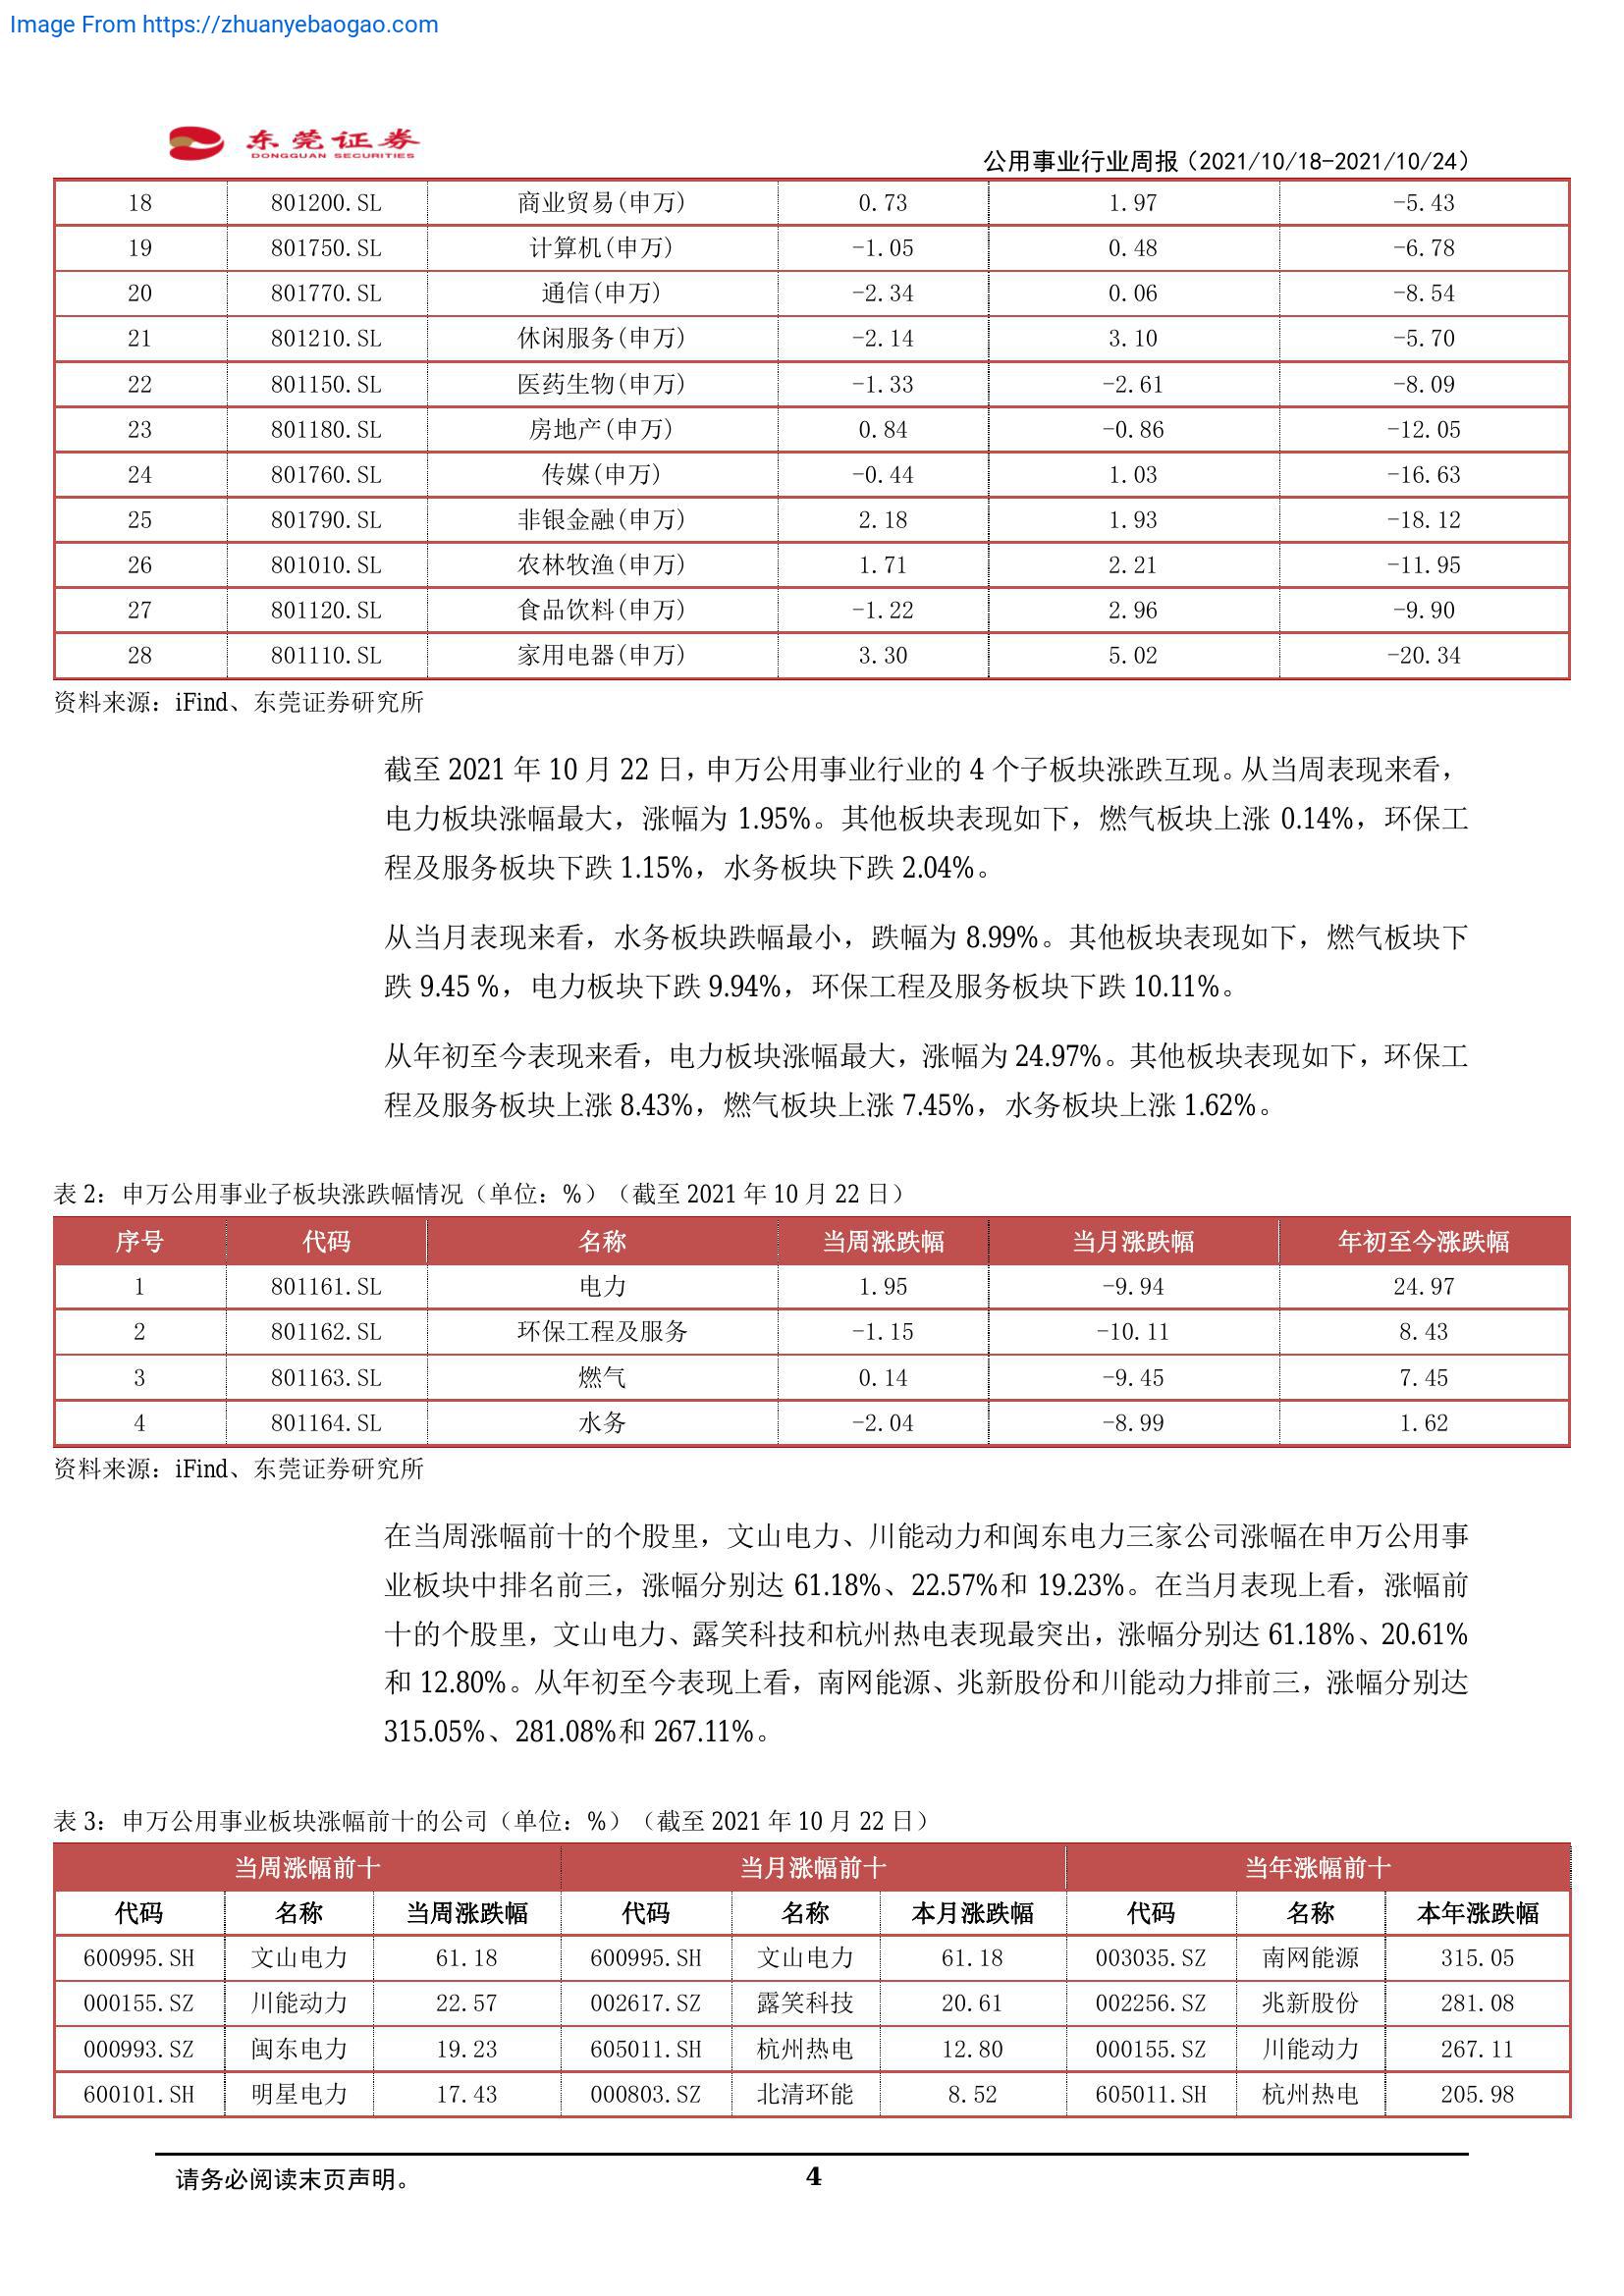 Image From https://zhuanyebaogao.com
东莞证券
DONGGUAN SECURITIES
公用事业行业周报（2021/10/18-2021/10/24）
18 801200.SL 商业贸易(申万) 0.73 1.97 -5.43
19 801750.SL 计算机(申万) -1.05 0.48 -6.78
20 801770.SL 通信(申万) -2.34 0.06 -8.54
21 801210.SL 休闲服务(申万) -2.14 3.10 -5.70
22 801150.SL 医药生物(申万) -1.33 -2.61 -8.09
23 801180.SL 房地产(申万) 0.84 -0.86 -12.05
24 801760.SL 传媒(申万) -0.44 1.03 -16.63
25 801790.SL 非银金融(申万) 2.18 1.93 -18.12
26 801010.SL 农林牧渔(申万) 1.71 2.21 -11.95
27 801120.SL 食品饮料(申万) -1.22 2.96 -9.90
28 801110.SL 家用电器(申万) 3.30 5.02 -20.34
资料来源：iFind、东莞证券研究所
截至 2021 年 10 月 22 日，申万公用事业行业的 4 个子板块涨跌互现。从当周表现来看，
电力板块涨幅最大，涨幅为 1.95%。其他板块表现如下，燃气板块上涨 0.14%，环保工
程及服务板块下跌 1.15%，水务板块下跌 2.04%。
从当月表现来看，水务板块跌幅最小，跌幅为 8.99%。其他板块表现如下，燃气板块下
跌 9.45 %，电力板块下跌 9.94%，环保工程及服务板块下跌 10.11%。
从年初至今表现来看，电力板块涨幅最大，涨幅为 24.97%。其他板块表现如下，环保工
程及服务板块上涨 8.43%，燃气板块上涨 7.45%，水务板块上涨 1.62%。
表 2：申万公用事业子板块涨跌幅情况（单位：%）（截至 2021 年 10 月 22 日）
序号 代码 名称 当周涨跌幅 当月涨跌幅 年初至今涨跌幅
1 801161.SL 电力 1.95 -9.94 24.97
2 801162.SL 环保工程及服务 -1.15 -10.11 8.43
3 801163.SL 燃气 0.14 -9.45 7.45
4 801164.SL 水务 -2.04 -8.99 1.62
资料来源：iFind、东莞证券研究所
在当周涨幅前十的个股里，文山电力、川能动力和闽东电力三家公司涨幅在申万公用事
业板块中排名前三，涨幅分别达 61.18%、22.57%和 19.23%。在当月表现上看，涨幅前
十的个股里，文山电力、露笑科技和杭州热电表现最突出，涨幅分别达 61.18%、20.61%
和 12.80%。从年初至今表现上看，南网能源、兆新股份和川能动力排前三，涨幅分别达
315.05%、281.08%和 267.11%。
表 3：申万公用事业板块涨幅前十的公司（单位：%）（截至 2021 年 10 月 22 日）
当周涨幅前十 当月涨幅前十 当年涨幅前十
代码 名称 当周涨跌幅 代码 名称 本月涨跌幅 代码 名称 本年涨跌幅
600995.SH 文山电力 61.18 600995.SH 文山电力 61.18 003035.SZ 南网能源 315.05
000155.SZ 川能动力 22.57 002617.SZ 露笑科技 20.61 002256.SZ 兆新股份 281.08
000993.SZ 闽东电力 19.23 605011.SH 杭州热电 12.80 000155.SZ 川能动力 267.11
600101.SH 明星电力 17.43 000803.SZ 北清环能 8.52 605011.SH 杭州热电 205.98
请务必阅读末页声明。
4